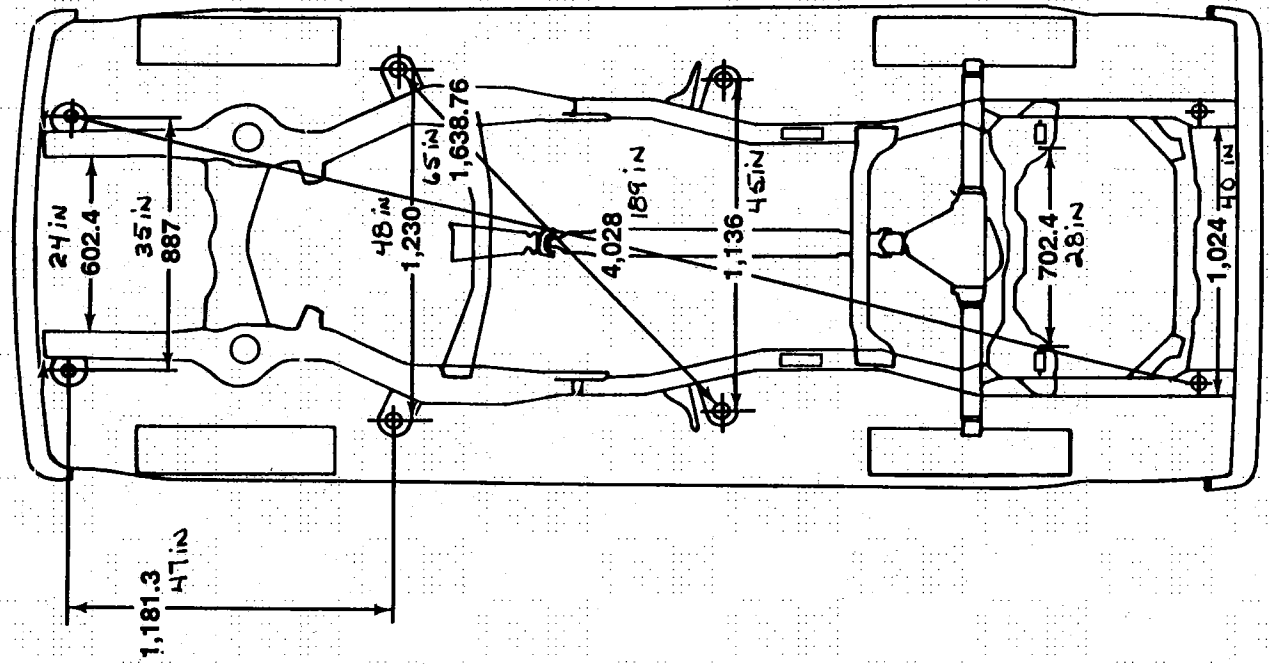 24 iN
602.4
35 iN
887
48 iN
1,230
65 iN
1,638.76
4,028
189 iN
1,136
45 iN
702.4
28 iN
1,024
40 iN
1,181.3
47 iN